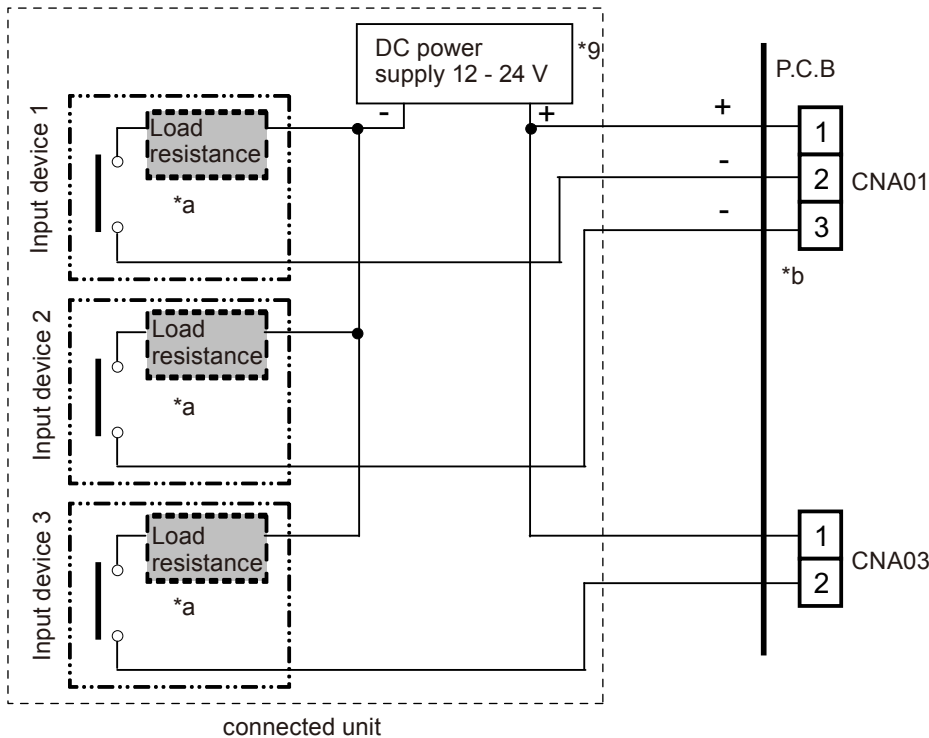 DC power
supply 12 - 24 V
*9
P.C.B
- + +
Input device 1
Load
resistance
*a
1
-
2
CNA01
-
3
*b
Input device 2
Load
resistance
*a
Input device 3
Load
resistance
*a
1
CNA03
2
connected unit